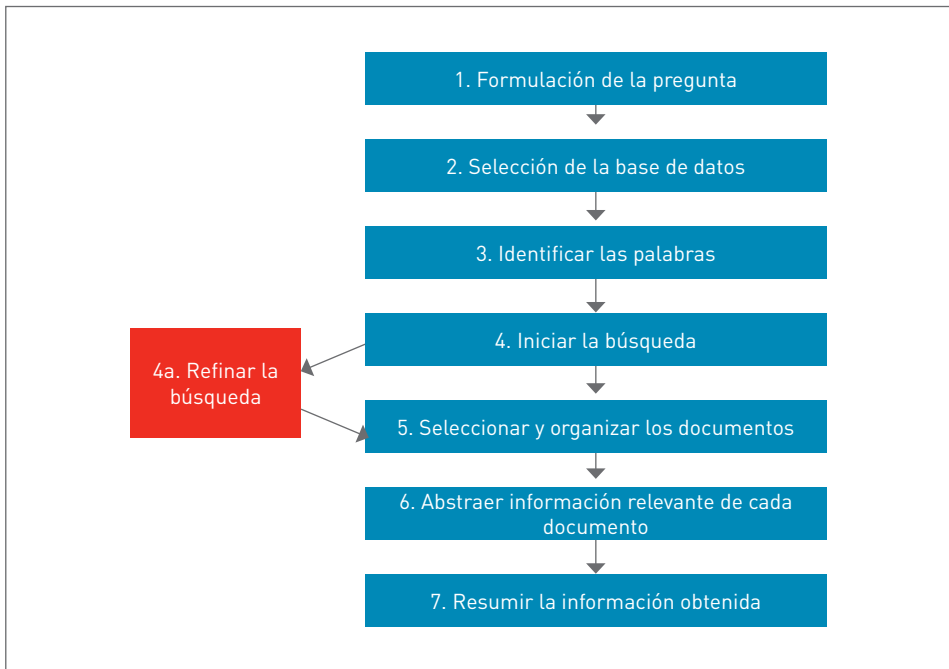 1. Formulación de la pregunta
2. Selección de la base de datos
3. Identificar las palabras
4. Iniciar la búsqueda
4a. Refinar la
búsqueda
5. Seleccionar y organizar los documentos
6. Abstraer información relevante de cada
documento
7. Resumir la información obtenida